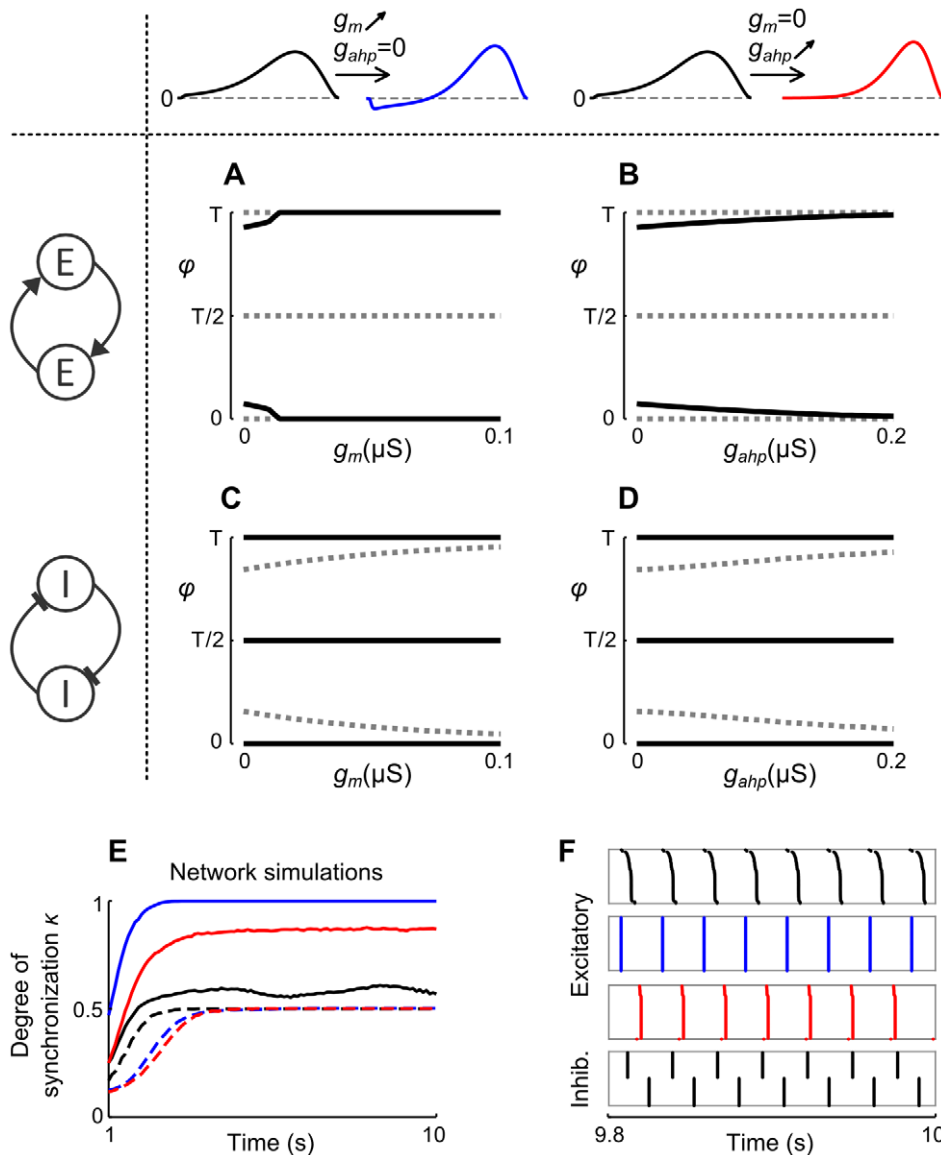 gm↗
gahp=0
0
gm=0
gahp↗
0
A
T
φ
T/2
0
0
0.1
gm(µS)
B
T
φ
T/2
0
0
0.2
gahp(µS)
E
E
C
T
φ
T/2
0
0
0.1
gm(µS)
D
T
φ
T/2
0
0
0.2
gahp(µS)
I
I
E
Network simulations
Degree of
synchronization κ
1
0.5
0
1
10
Time (s)
F
Excitatory
Inhib.
9.8
10
Time (s)